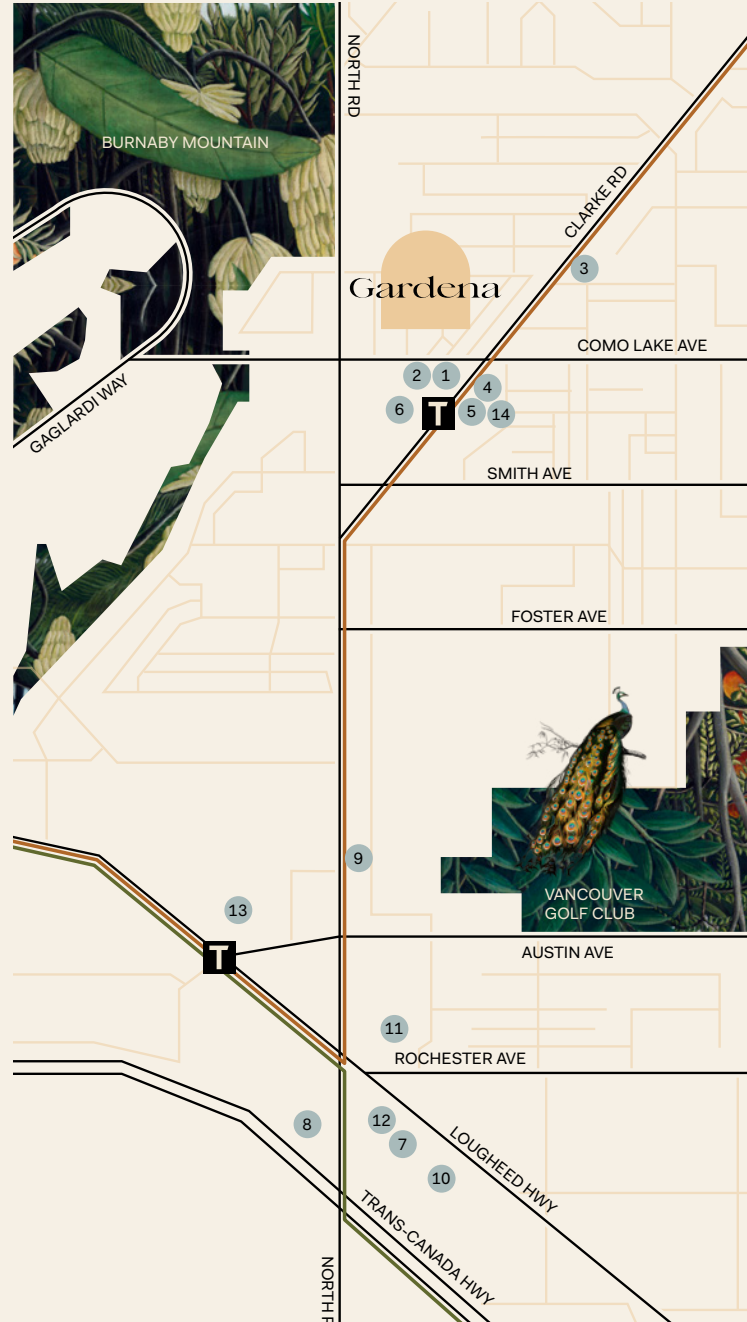 NORTH RD
BURNABY MOUNTAIN
CLARKE RD
3
Gardena
COMO LAKE AVE
2
1
4
GAGLARDI WAY
6
T
5
14
SMITH AVE
FOSTER AVE
9
VANCOUVER
GOLF CLUB
13
AUSTIN AVE
T
11
ROCHESTER AVE
8
12
7
LOUGHEED HWY
10
TRANS-CANADA HWY
NORTH R